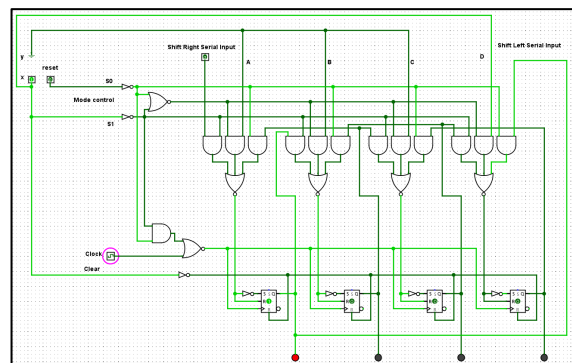 Shift Right Serial Input
Shift Left Serial Input
y
A
B
C
D
x
reset
S0
Mode control
S1
Clock
Clear
S Q
R
S Q
R
S Q
R
S Q
R